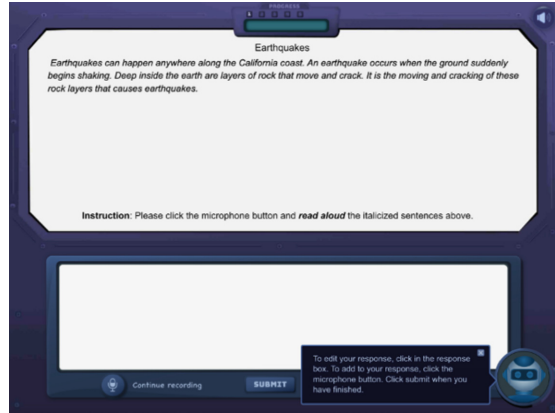 PROGRESS
Earthquakes
Earthquakes can happen anywhere along the California coast. An earthquake occurs when the ground suddenly
begins shaking. Deep inside the earth are layers of rock that move and crack. It is the moving and cracking of these
rock layers that causes earthquakes.
Instruction: Please click the microphone button and read aloud the italicized sentences above.
To edit your response, click in the response
box. To add to your response, click the
microphone button. Click submit when you
have finished.
Continue recording
SUBMIT